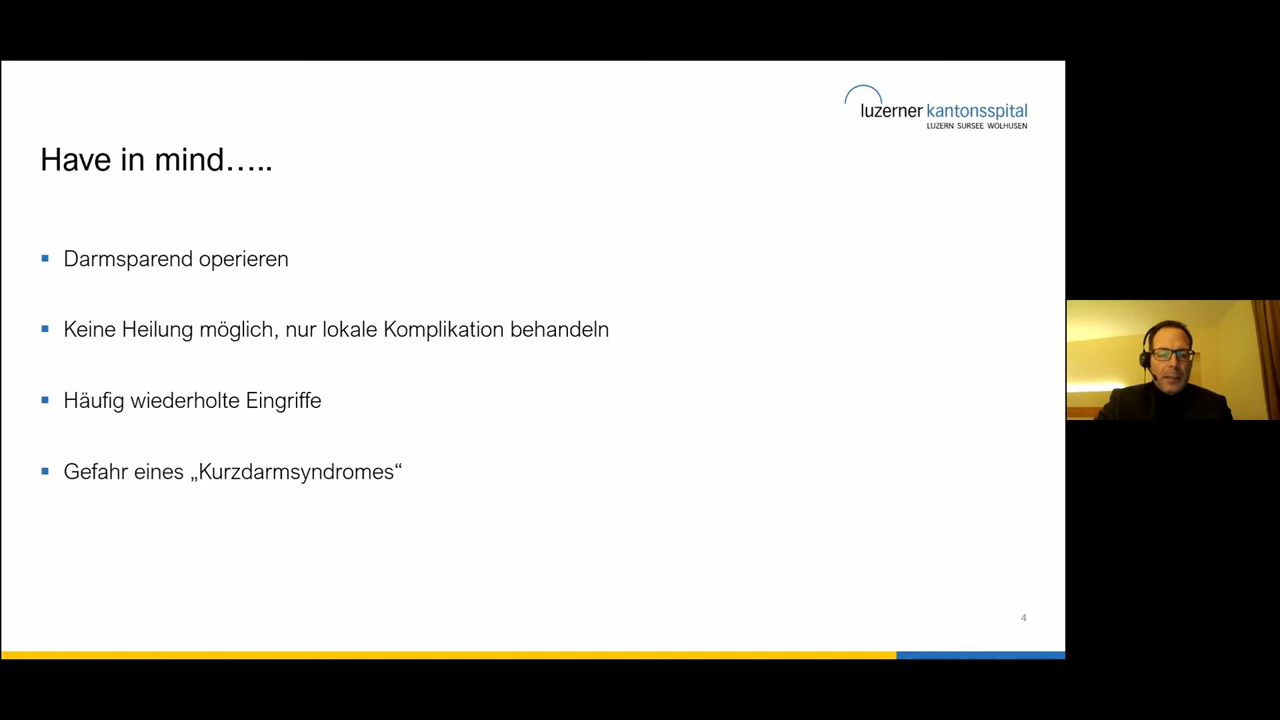 luzerner kantonsspital
LUZERN SURSEE WOLHUSEN
Have in mind…..
Darmsparend operieren
Keine Heilung möglich, nur lokale Komplikation behandeln
Häufig wiederholte Eingriffe
Gefahr eines „Kurzdarmsyndromes“
4